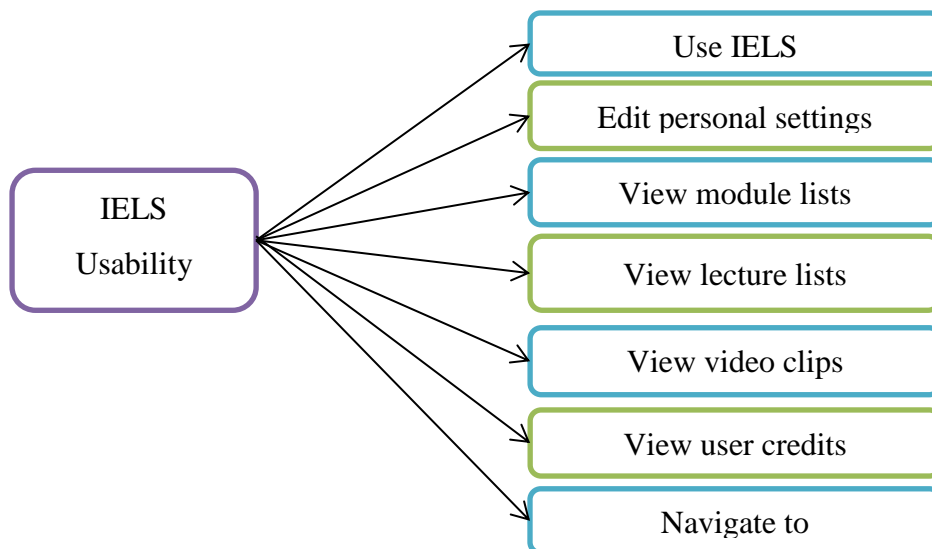 IELS
Usability
Use IELS
Edit personal settings
View module lists
View lecture lists
View video clips
View user credits
Navigate to